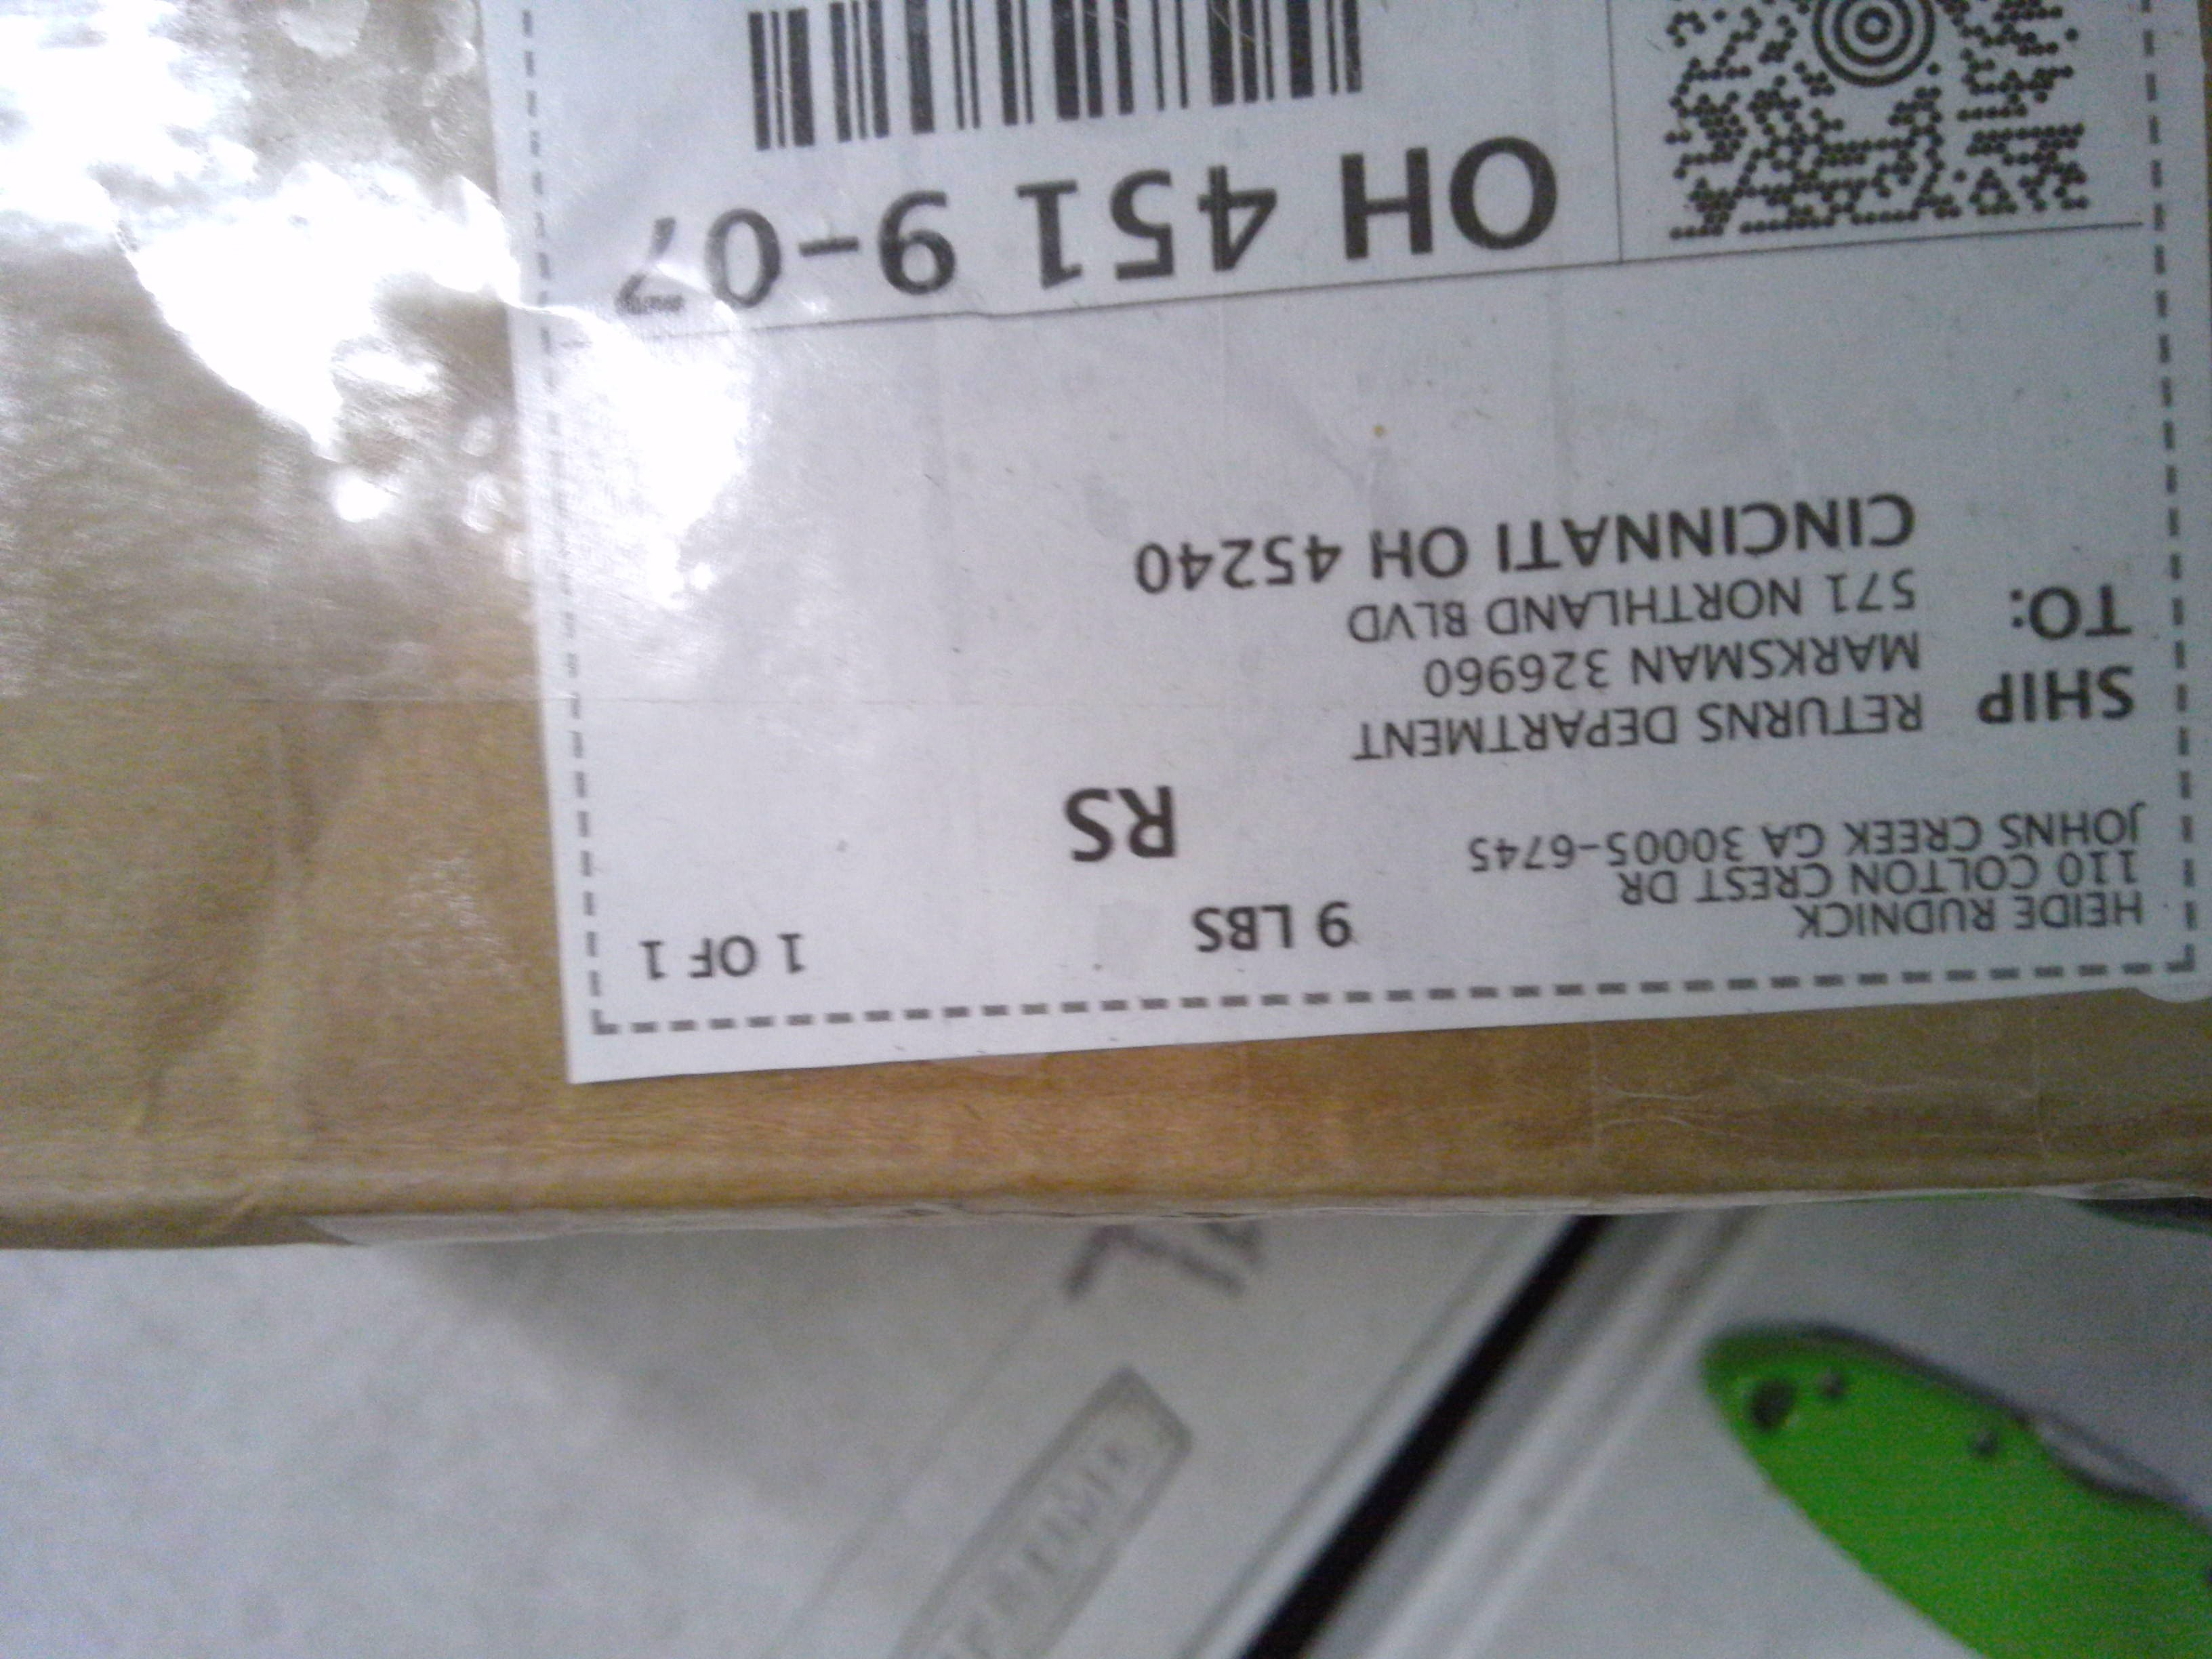 HEIDE RUDNICK
110 COLTON CREST DR
JOHNS CREEK GA 30005-6745
9 LBS
1 OF 1
RS
SHIP
TO:
RETURNS DEPARTMENT
MARKSMAN 326960
571 NORTHLAND BLVD
CINCINNATI OH 45240
OH 451 9-07